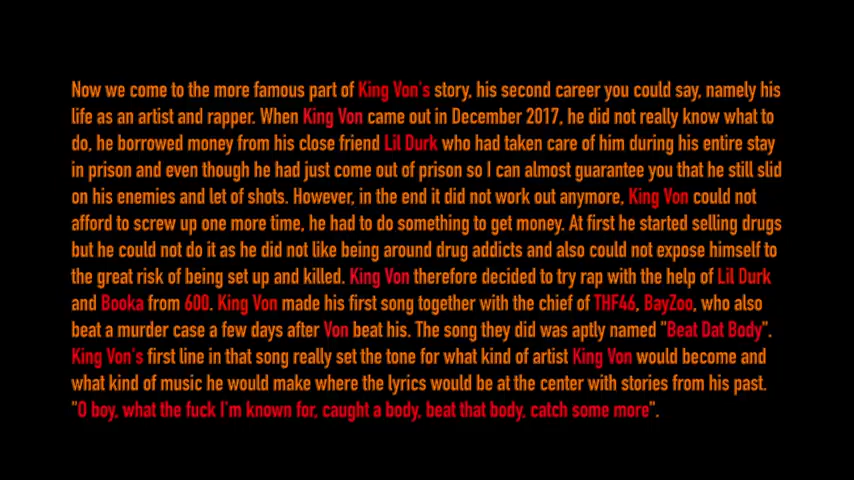 Now we come to the more famous part of King Von's story, his second career you could say, namely his
life as an artist and rapper. When King Von came out in December 2017, he did not really know what to
do, he borrowed money from his close friend Lil Durk who had taken care of him during his entire stay
in prison and even though he had just come out of prison so I can almost guarantee you that he still slid
on his enemies and let of shots. However, in the end it did not work out anymore, King Von could not
afford to screw up one more time, he had to do something to get money. At first he started selling drugs
but he could not do it as he did not like being around drug addicts and also could not expose himself to
the great risk of being set up and killed. King Von therefore decided to try rap with the help of Lil Durk
and Booka from 600. King Von made his first song together with the chief of THF46, BayZoo, who also
beat a murder case a few days after Von beat his. The song they did was aptly named "Beat Dat Body".
King Von's first line in that song really set the tone for what kind of artist King Von would become and
what kind of music he would make where the lyrics would be at the center with stories from his past.
"O boy, what the fuck I'm known for, caught a body, beat that body, catch some more".